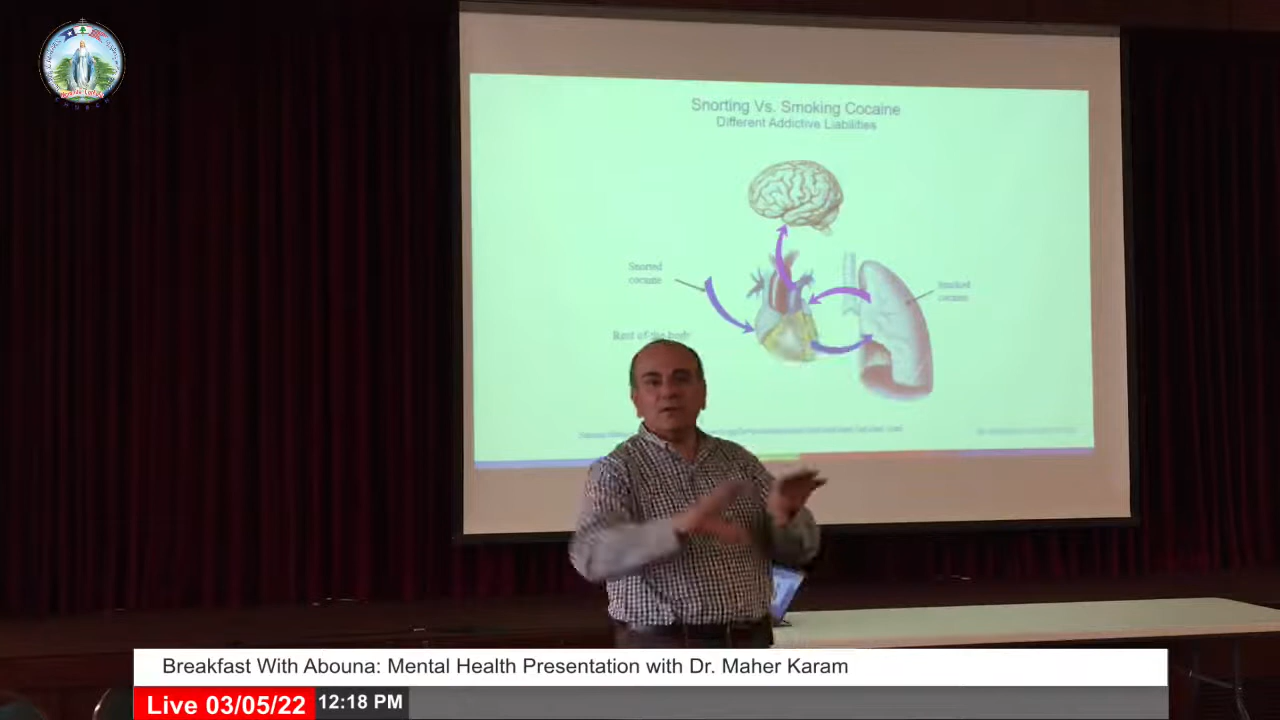 Snorting Vs. Smoking Cocaine
Different Addictive Liabilities
Snorted
cocaine
Smoked
cocaine
Rest of the body
Breakfast With Abouna: Mental Health Presentation with Dr. Maher Karam
Live 03/05/22
12:18 PM